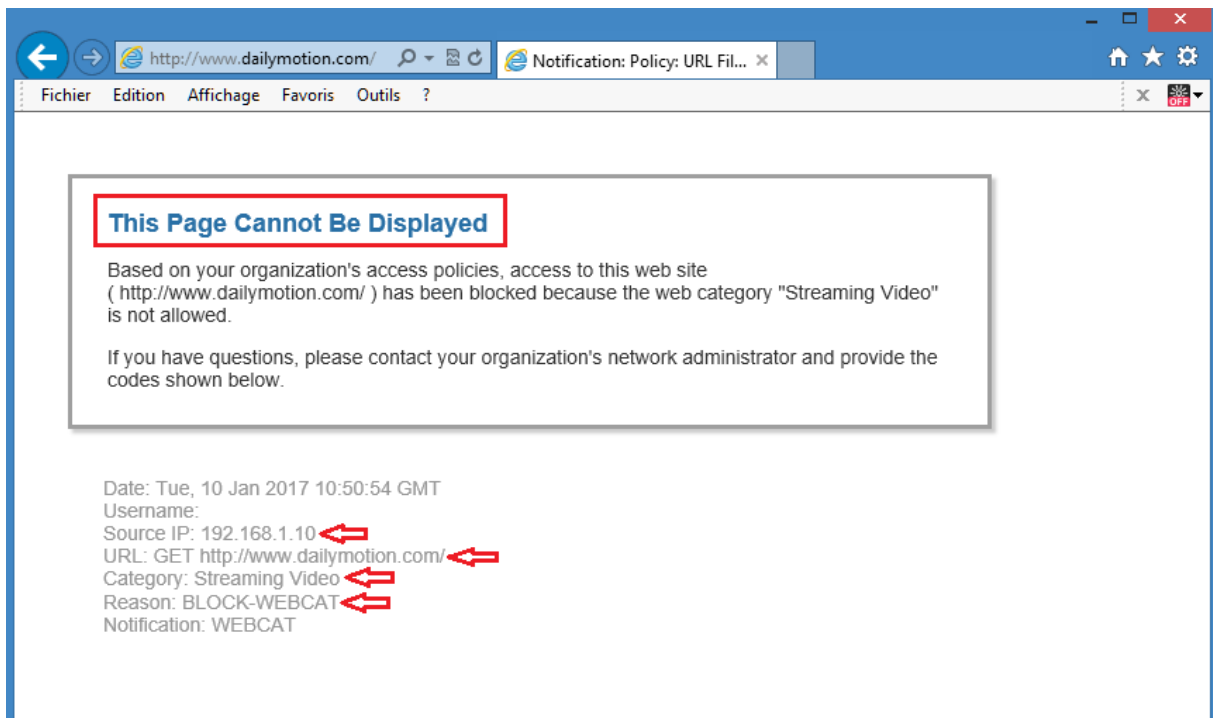 http://www.dailymotion.com/
Notification: Policy: URL Fil...
Fichier Edition Affichage Favoris Outils ?
OFF
This Page Cannot Be Displayed
Based on your organization's access policies, access to this web site
( http://www.dailymotion.com/ ) has been blocked because the web category "Streaming Video"
is not allowed.
If you have questions, please contact your organization's network administrator and provide the
codes shown below.
Date: Tue, 10 Jan 2017 10:50:54 GMT
Username:
Source IP: 192.168.1.10
URL: GET http://www.dailymotion.com/
Category: Streaming Video
Reason: BLOCK-WEBCAT
Notification: WEBCAT